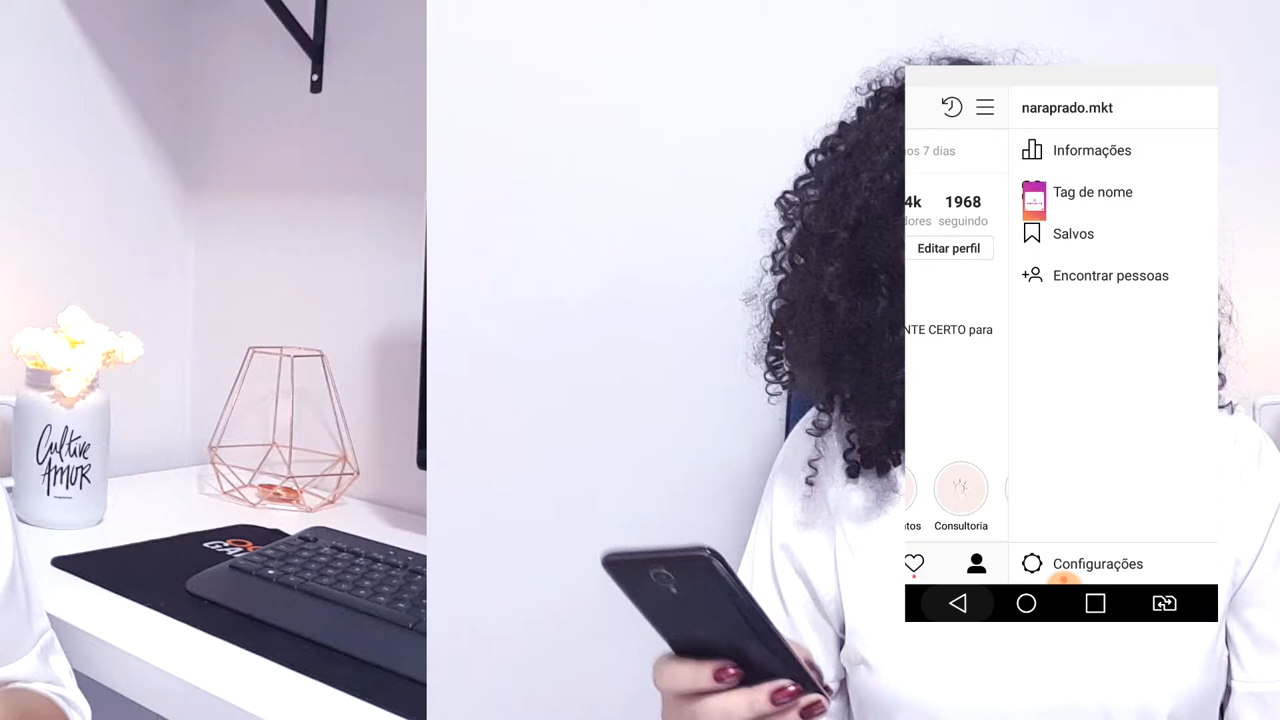 Cultive
AMOR
naraprado.mkt
os 7 dias
Informações
Tag de nome
4k
1968
dores
seguindo
Salvos
Editar perfil
Encontrar pessoas
NTE CERTO para
ntos
Consultoria
Configurações